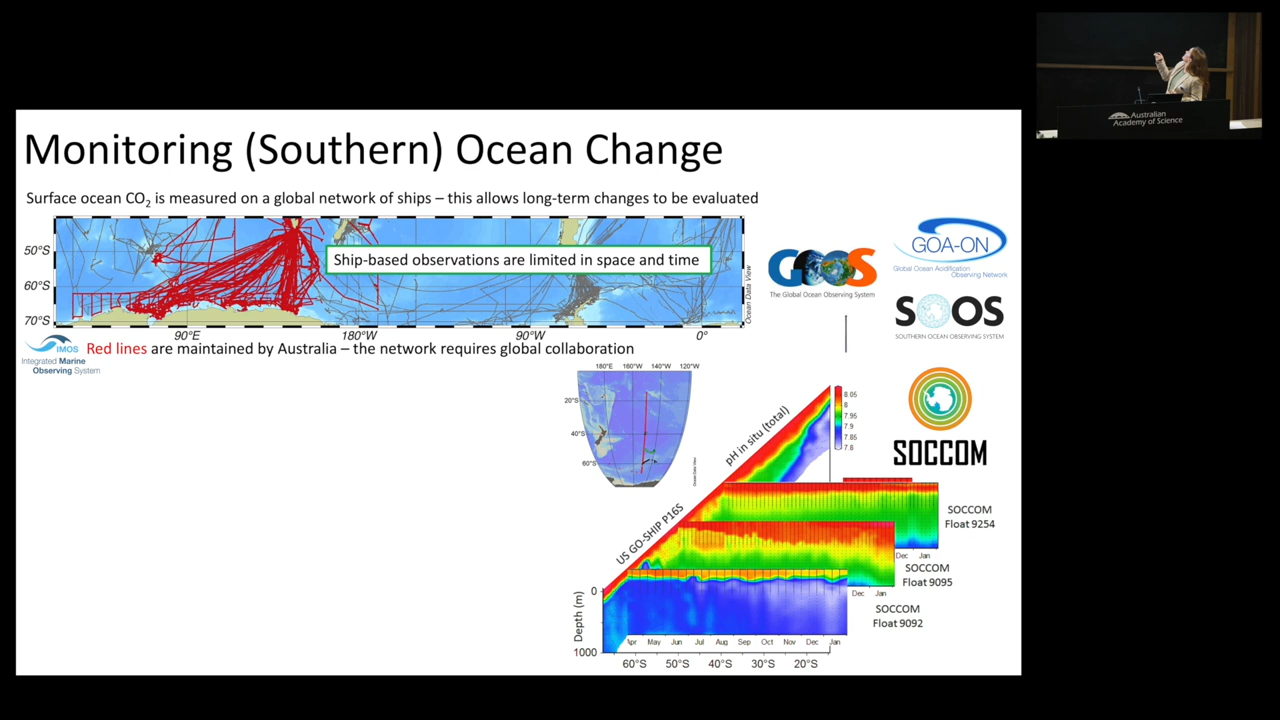 Australian
Academy of Science
Monitoring (Southern) Ocean Change
Surface ocean CO2 is measured on a global network of ships – this allows long-term changes to be evaluated
50°S
60°S
70°S
Ship-based observations are limited in space and time
Ocean Data View
90°E
180°W
90°W
0°
IMOS
Integrated Marine
Observing System
Red lines are maintained by Australia – the network requires global collaboration
GOOS
The Global Ocean Observing System
GOA-ON
Global Ocean Acidification
Observing Network
SOOS
SOUTHERN OCEAN OBSERVING SYSTEM
SOCCOM
180°E 160°W 140°W 120°W
20°S
40°S
60°S
pH in situ (total)
8.05
8
7.95
7.9
7.85
7.8
US GO-SHIP P16S
SOCCOM
Float 9254
Dec Jan
SOCCOM
Float 9095
Dec Jan
SOCCOM
Float 9092
Depth (m)
0
1000
Apr May Jun Jul Aug Sep Oct Nov Dec Jan
60°S 50°S 40°S 30°S 20°S